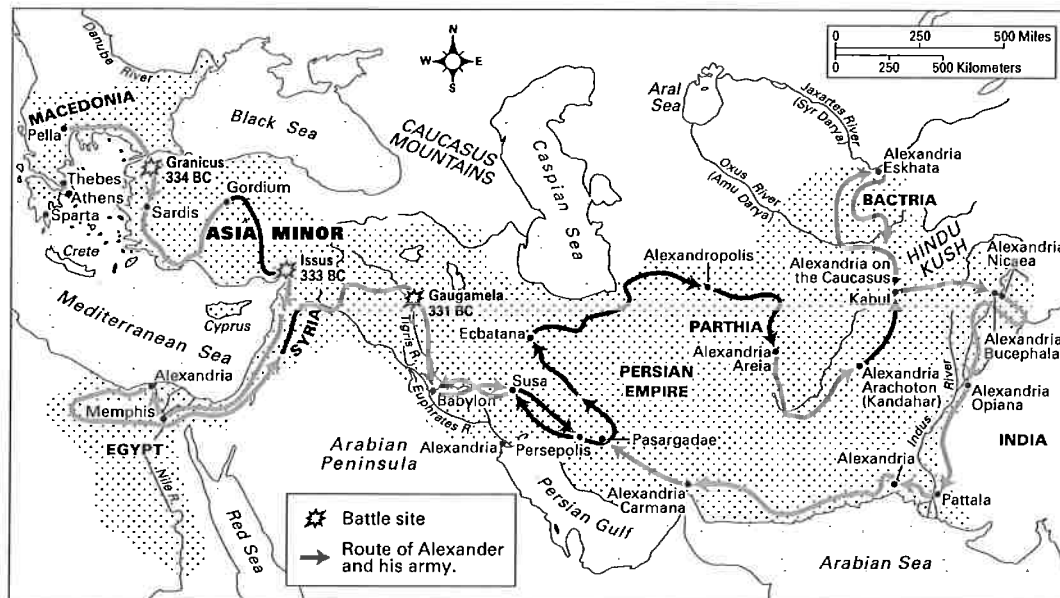 0 250 500 Miles
0 250 500 Kilometers
N
W E
S
Danube River
MACEDONIA
Pella
Black Sea
CAUCASUS
MOUNTAINS
Caspian Sea
Aral
Sea
Jaxartes River
(Syr Darya)
Oxus River
(Amu Darya)
Alexandria
Eskhata
BACTRIA
HINDU
KUSH
Granicus
334 BC
Thebes
Athens
Sparta
Sardis
Gordium
ASIA MINOR
Crete
Issus
333 BC
Mediterranean Sea
Cyprus
SYRIA
Gaugamela
331 BC
Tigris R.
Ecbatana
Alexandropolis
PARTHIA
Alexandria
Areia
Alexandria on
the Caucasus
Kabul
Alexandria
Nicaea
Alexandria
Bucephala
Alexandria
Memphis
EGYPT
Nile R.
Red Sea
Babylon
Euphrates R.
Susa
PERSIAN
EMPIRE
Alexandria
Arachoton
(Kandahar)
Indus River
Alexandria
Opiana
INDIA
Arabian
Peninsula
Alexandria
Persepolis
Pasargadae
Persian Gulf
Alexandria
Carmana
Alexandria
Pattala
Arabian Sea
Battle site
Route of Alexander
and his army.